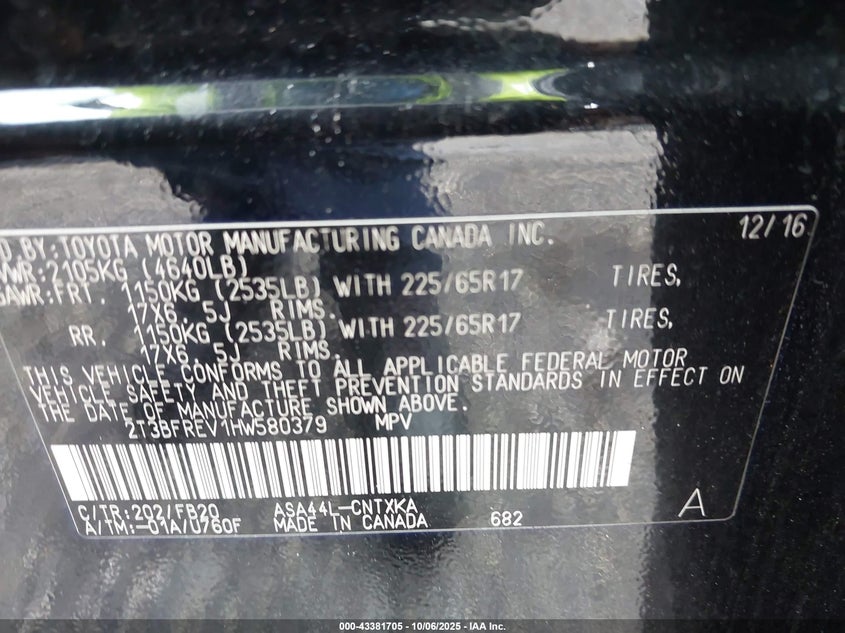 D BY:TOYOTA MOTOR MANUFACTURING CANADA INC. 12/16
VWR:2105KG (4640LB)
GAWR:FRT. 1150KG (2535LB) WITH 225/65R17 TIRES,
17X6. 5J RIMS.
RR. 1150KG (2535LB) WITH 225/65R17 TIRES,
17X6. 5J RIMS.
THIS VEHICLE CONFORMS TO ALL APPLICABLE FEDERAL MOTOR
VEHICLE SAFETY AND THEFT PREVENTION STANDARDS IN EFFECT ON
THE DATE OF MANUFACTURE SHOWN ABOVE.
2T3BFREV1HW580379 MPV
C/TR:202/FB20 ASA44L-CNTXKA
A/TM:-01A/U760F MADE IN CANADA 682 A
000-43381705 - 10/06/2025 - IAA Inc.